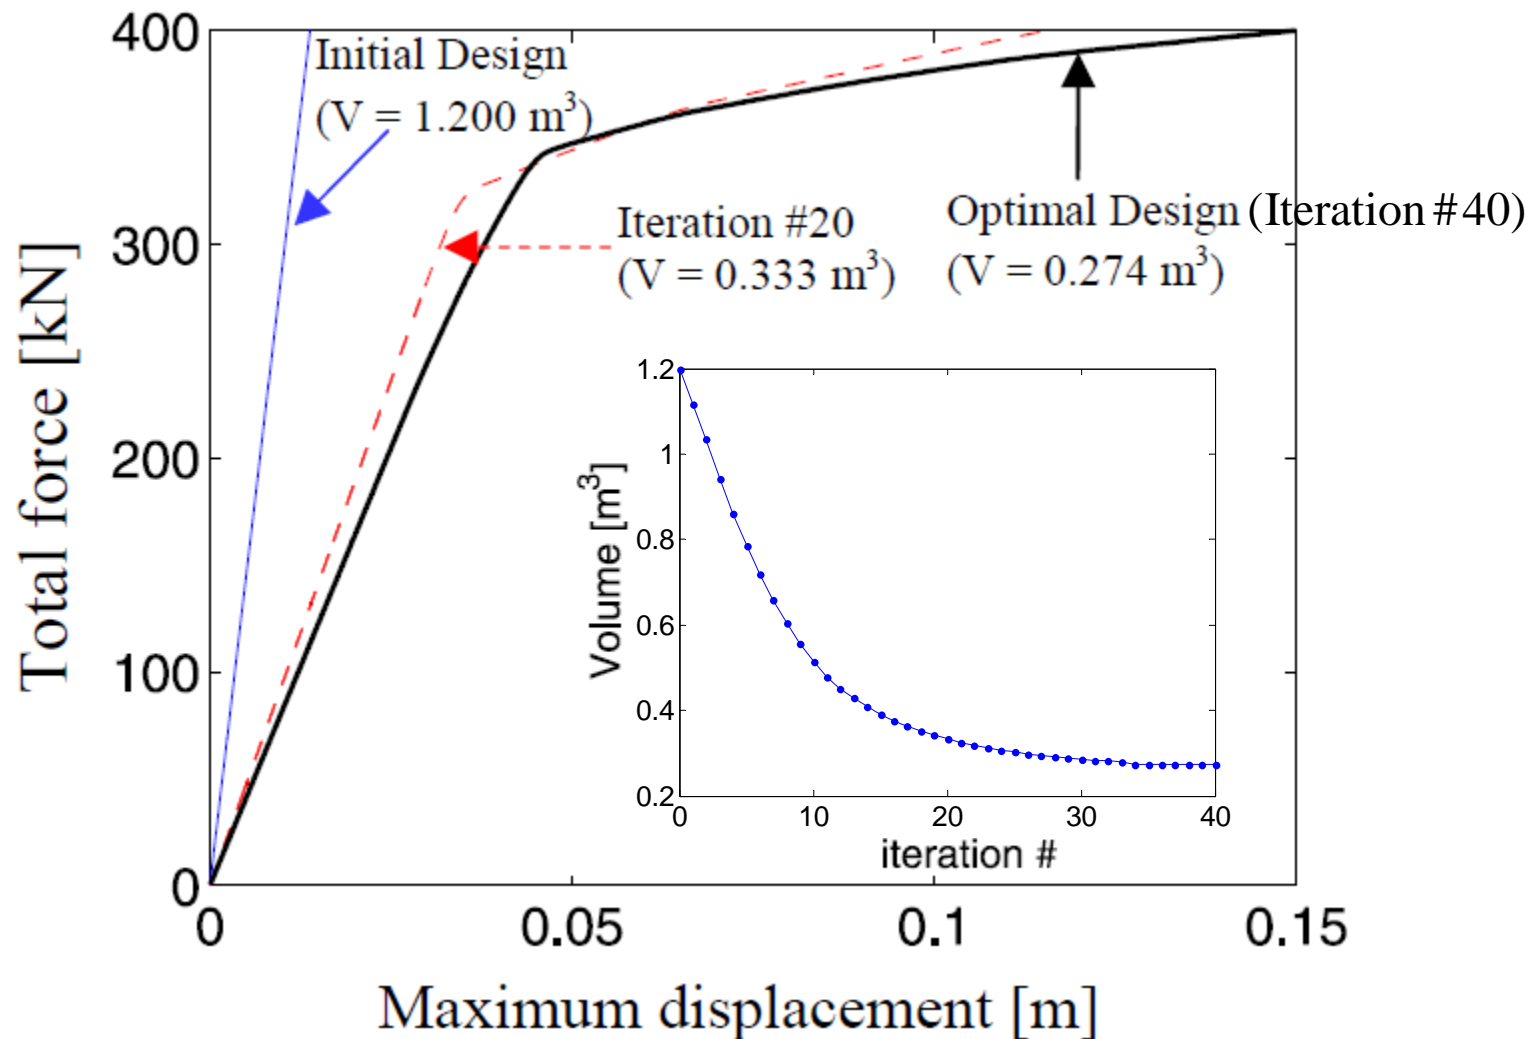 400
300
200
100
0
Total force [kN]
0
0.05
0.1
0.15
Maximum displacement [m]
Initial Design
(V = 1.200 m³)
Iteration #20
(V = 0.333 m³)
Optimal Design (Iteration #40)
(V = 0.274 m³)
1.2
1
0.8
0.6
0.4
0.2
Volume [m³]
0
10
20
30
40
iteration #